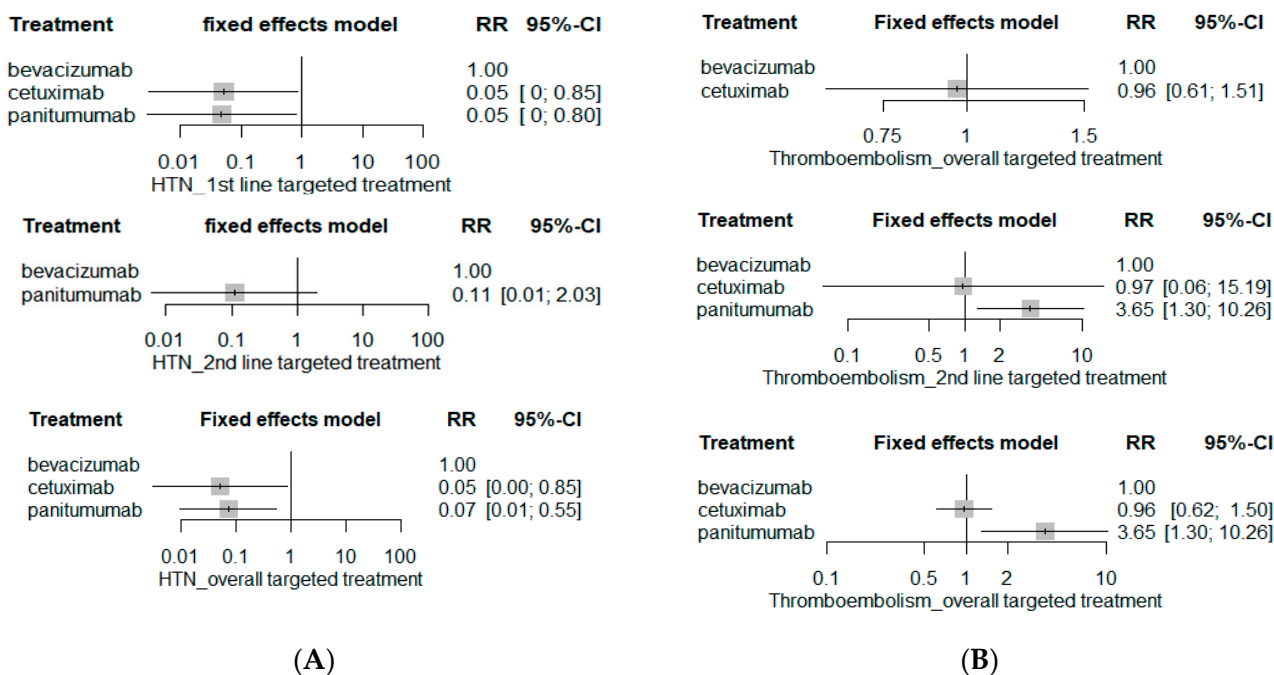 Treatment fixed effects model RR 95%-CI
bevacizumab 1.00
cetuximab 0.05 [ 0; 0.85]
panitumumab 0.05 [ 0; 0.80]
0.01 0.1 1 10 100
HTN_1st line targeted treatment
Treatment fixed effects model RR 95%-CI
bevacizumab 1.00
panitumumab 0.11 [0.01; 2.03]
0.01 0.1 1 10 100
HTN_2nd line targeted treatment
Treatment Fixed effects model RR 95%-CI
bevacizumab 1.00
cetuximab 0.05 [0.00; 0.85]
panitumumab 0.07 [0.01; 0.55]
0.01 0.1 1 10 100
HTN_overall targeted treatment
(A)
Treatment Fixed effects model RR 95%-CI
bevacizumab 1.00
cetuximab 0.96 [0.61; 1.51]
0.75 1 1.5
Thromboembolism_overall targeted treatment
Treatment Fixed effects model RR 95%-CI
bevacizumab 1.00
cetuximab 0.97 [0.06; 15.19]
panitumumab 3.65 [1.30; 10.26]
0.1 0.5 1 2 10
Thromboembolism_2nd line targeted treatment
Treatment Fixed effects model RR 95%-CI
bevacizumab 1.00
cetuximab 0.96 [0.62; 1.50]
panitumumab 3.65 [1.30; 10.26]
0.1 0.5 1 2 10
Thromboembolism_overall targeted treatment
(B)